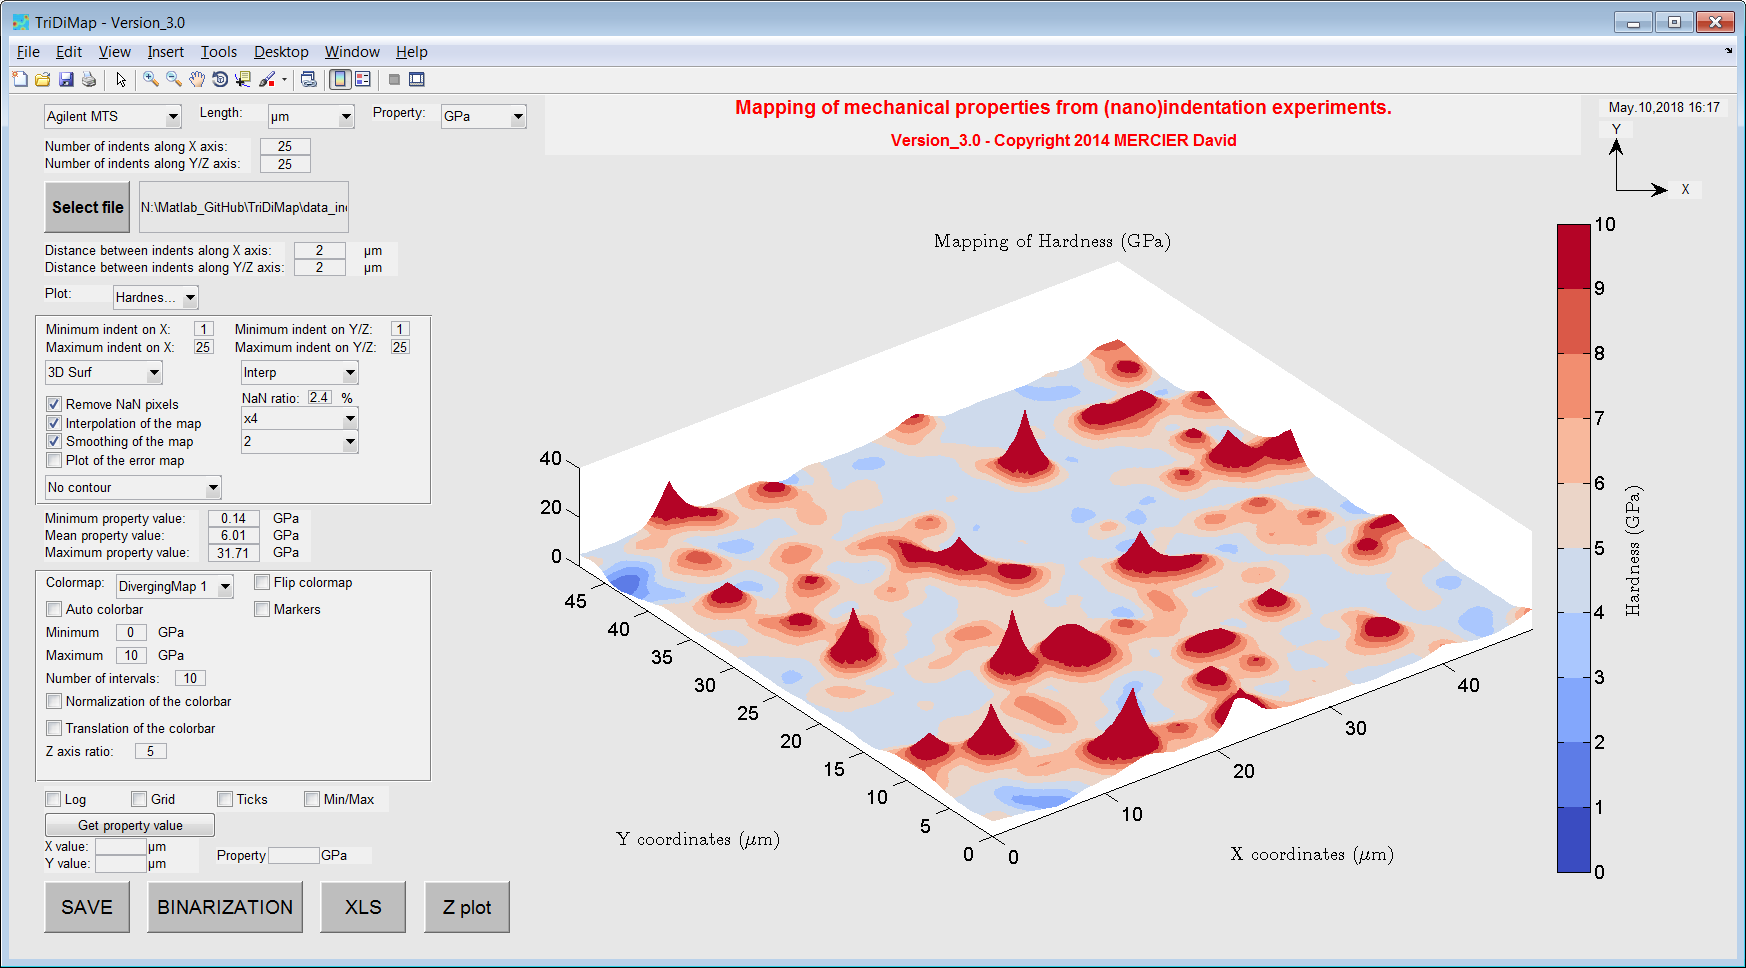 TriDiMap - Version_3.0
File Edit View Insert Tools Desktop Window Help
Agilent MTS Length: µm Property: GPa
Number of indents along X axis: 25
Number of indents along Y/Z axis: 25
Select file N:\Matlab_GitHub\TriDiMap\data_in
Distance between indents along X axis: 2 µm
Distance between indents along Y/Z axis: 2 µm
Plot: Hardnes...
Minimum indent on X: 1 Minimum indent on Y/Z: 1
Maximum indent on X: 25 Maximum indent on Y/Z: 25
3D Surf Interp
Remove NaN pixels NaN ratio: 2.4 %
Interpolation of the map x4
Smoothing of the map 2
Plot of the error map
No contour
Minimum property value: 0.14 GPa
Mean property value: 6.01 GPa
Maximum property value: 31.71 GPa
Colormap: DivergingMap 1 Flip colormap
Auto colorbar Markers
Minimum 0 GPa
Maximum 10 GPa
Number of intervals: 10
Normalization of the colorbar
Translation of the colorbar
Z axis ratio: 5
Log Grid Ticks Min/Max
Get property value
X value: µm
Y value: µm
Property GPa
SAVE BINARIZATION XLS Z plot
Mapping of mechanical properties from (nano)indentation experiments.
Version_3.0 - Copyright 2014 MERCIER David
May.10,2018 16:17
Y
X
Mapping of Hardness (GPa)
40
20
0
45
40
35
30
25
20
15
10
5
0
0
10
20
30
40
Y coordinates (µm)
X coordinates (µm)
10
9
8
7
6
5
4
3
2
1
0
Hardness (GPa)